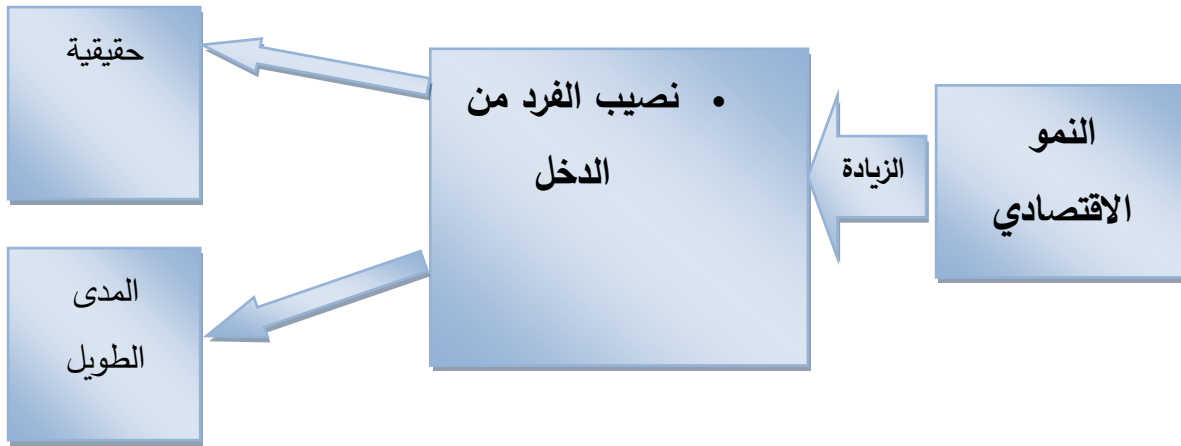 النمو
الاقتصادي
الزيادة
• نصيب الفرد من
الدخل
حقيقية
المدى
الطويل